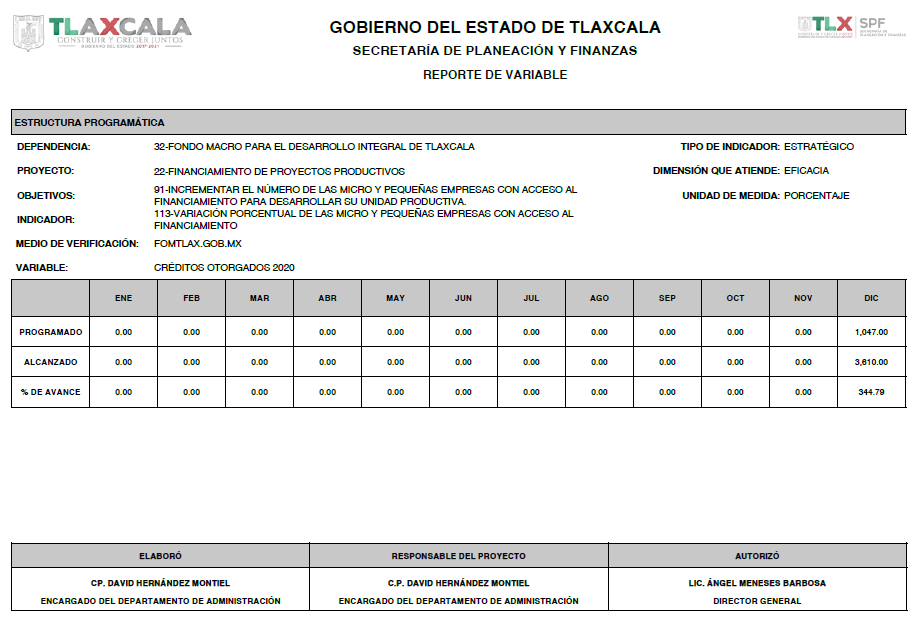 TLAXCALA
CONSTRUIR Y CRECER JUNTOS
GOBIERNO DEL ESTADO 2017-2021
GOBIERNO DEL ESTADO DE TLAXCALA
SECRETARÍA DE PLANEACIÓN Y FINANZAS
REPORTE DE VARIABLE
TLX SPF
ESTRUCTURA PROGRAMÁTICA
DEPENDENCIA: 32-FONDO MACRO PARA EL DESARROLLO INTEGRAL DE TLAXCALA TIPO DE INDICADOR: ESTRATÉGICO
PROYECTO: 22-FINANCIAMIENTO DE PROYECTOS PRODUCTIVOS DIMENSIÓN QUE ATIENDE: EFICACIA
OBJETIVOS: 91-INCREMENTAR EL NÚMERO DE LAS MICRO Y PEQUEÑAS EMPRESAS CON ACCESO AL
FINANCIAMIENTO PARA DESARROLLAR SU UNIDAD PRODUCTIVA. UNIDAD DE MEDIDA: PORCENTAJE
INDICADOR: 113-VARIACIÓN PORCENTUAL DE LAS MICRO Y PEQUEÑAS EMPRESAS CON ACCESO AL
FINANCIAMIENTO
MEDIO DE VERIFICACIÓN: FOMTLAX.GOB.MX
VARIABLE: CRÉDITOS OTORGADOS 2020
ENE FEB MAR ABR MAY JUN JUL AGO SEP OCT NOV DIC
PROGRAMADO 0.00 0.00 0.00 0.00 0.00 0.00 0.00 0.00 0.00 0.00 0.00 1,047.00
ALCANZADO 0.00 0.00 0.00 0.00 0.00 0.00 0.00 0.00 0.00 0.00 0.00 3,610.00
% DE AVANCE 0.00 0.00 0.00 0.00 0.00 0.00 0.00 0.00 0.00 0.00 0.00 344.79
ELABORÓ RESPONSABLE DEL PROYECTO AUTORIZÓ
CP. DAVID HERNÁNDEZ MONTIEL C.P. DAVID HERNÁNDEZ MONTIEL LIC. ÁNGEL MENESES BARBOSA
ENCARGADO DEL DEPARTAMENTO DE ADMINISTRACIÓN ENCARGADO DEL DEPARTAMENTO DE ADMINISTRACIÓN DIRECTOR GENERAL